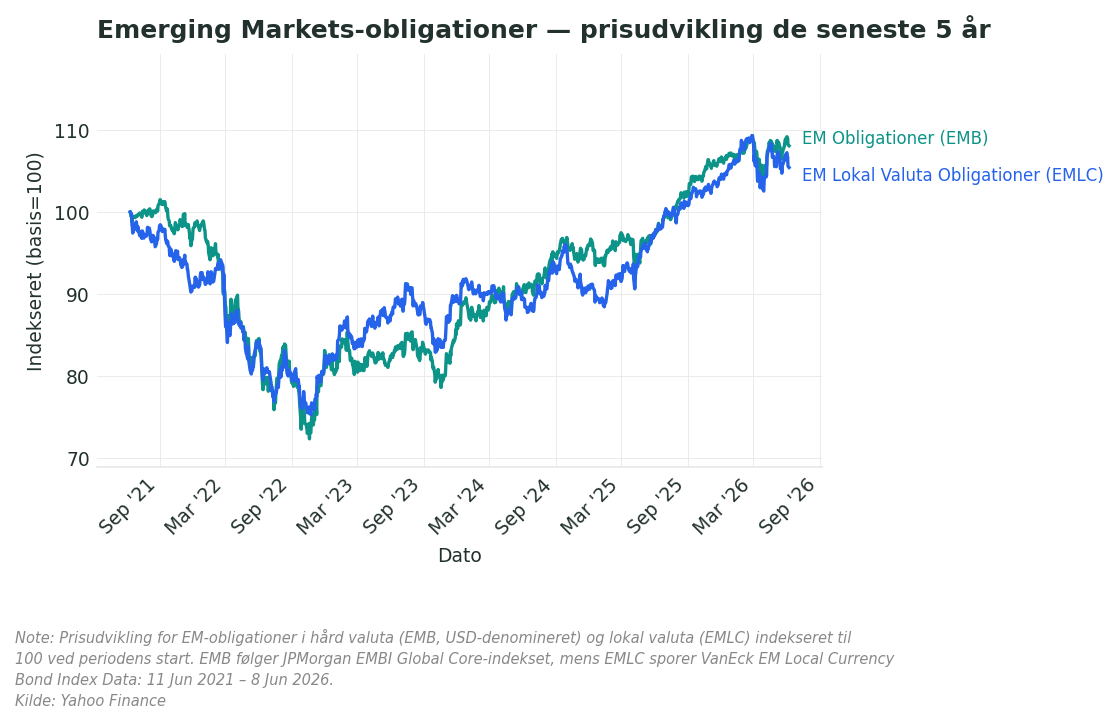 Emerging Markets-obligationer — prisudvikling de seneste 5 år
Indekseret (basis=100)
110
100
90
80
70
EM Obligationer (EMB)
EM Lokal Valuta Obligationer (EMLC)
Sep '21
Mar '22
Sep '22
Mar '23
Sep '23
Mar '24
Sep '24
Mar '25
Sep '25
Mar '26
Sep '26
Dato
Note: Prisudvikling for EM-obligationer i hård valuta (EMB, USD-denomineret) og lokal valuta (EMLC) indekseret til
100 ved periodens start. EMB følger JPMorgan EMBI Global Core-indekset, mens EMLC sporer VanEck EM Local Currency
Bond Index Data: 11 Jun 2021 – 8 Jun 2026.
Kilde: Yahoo Finance